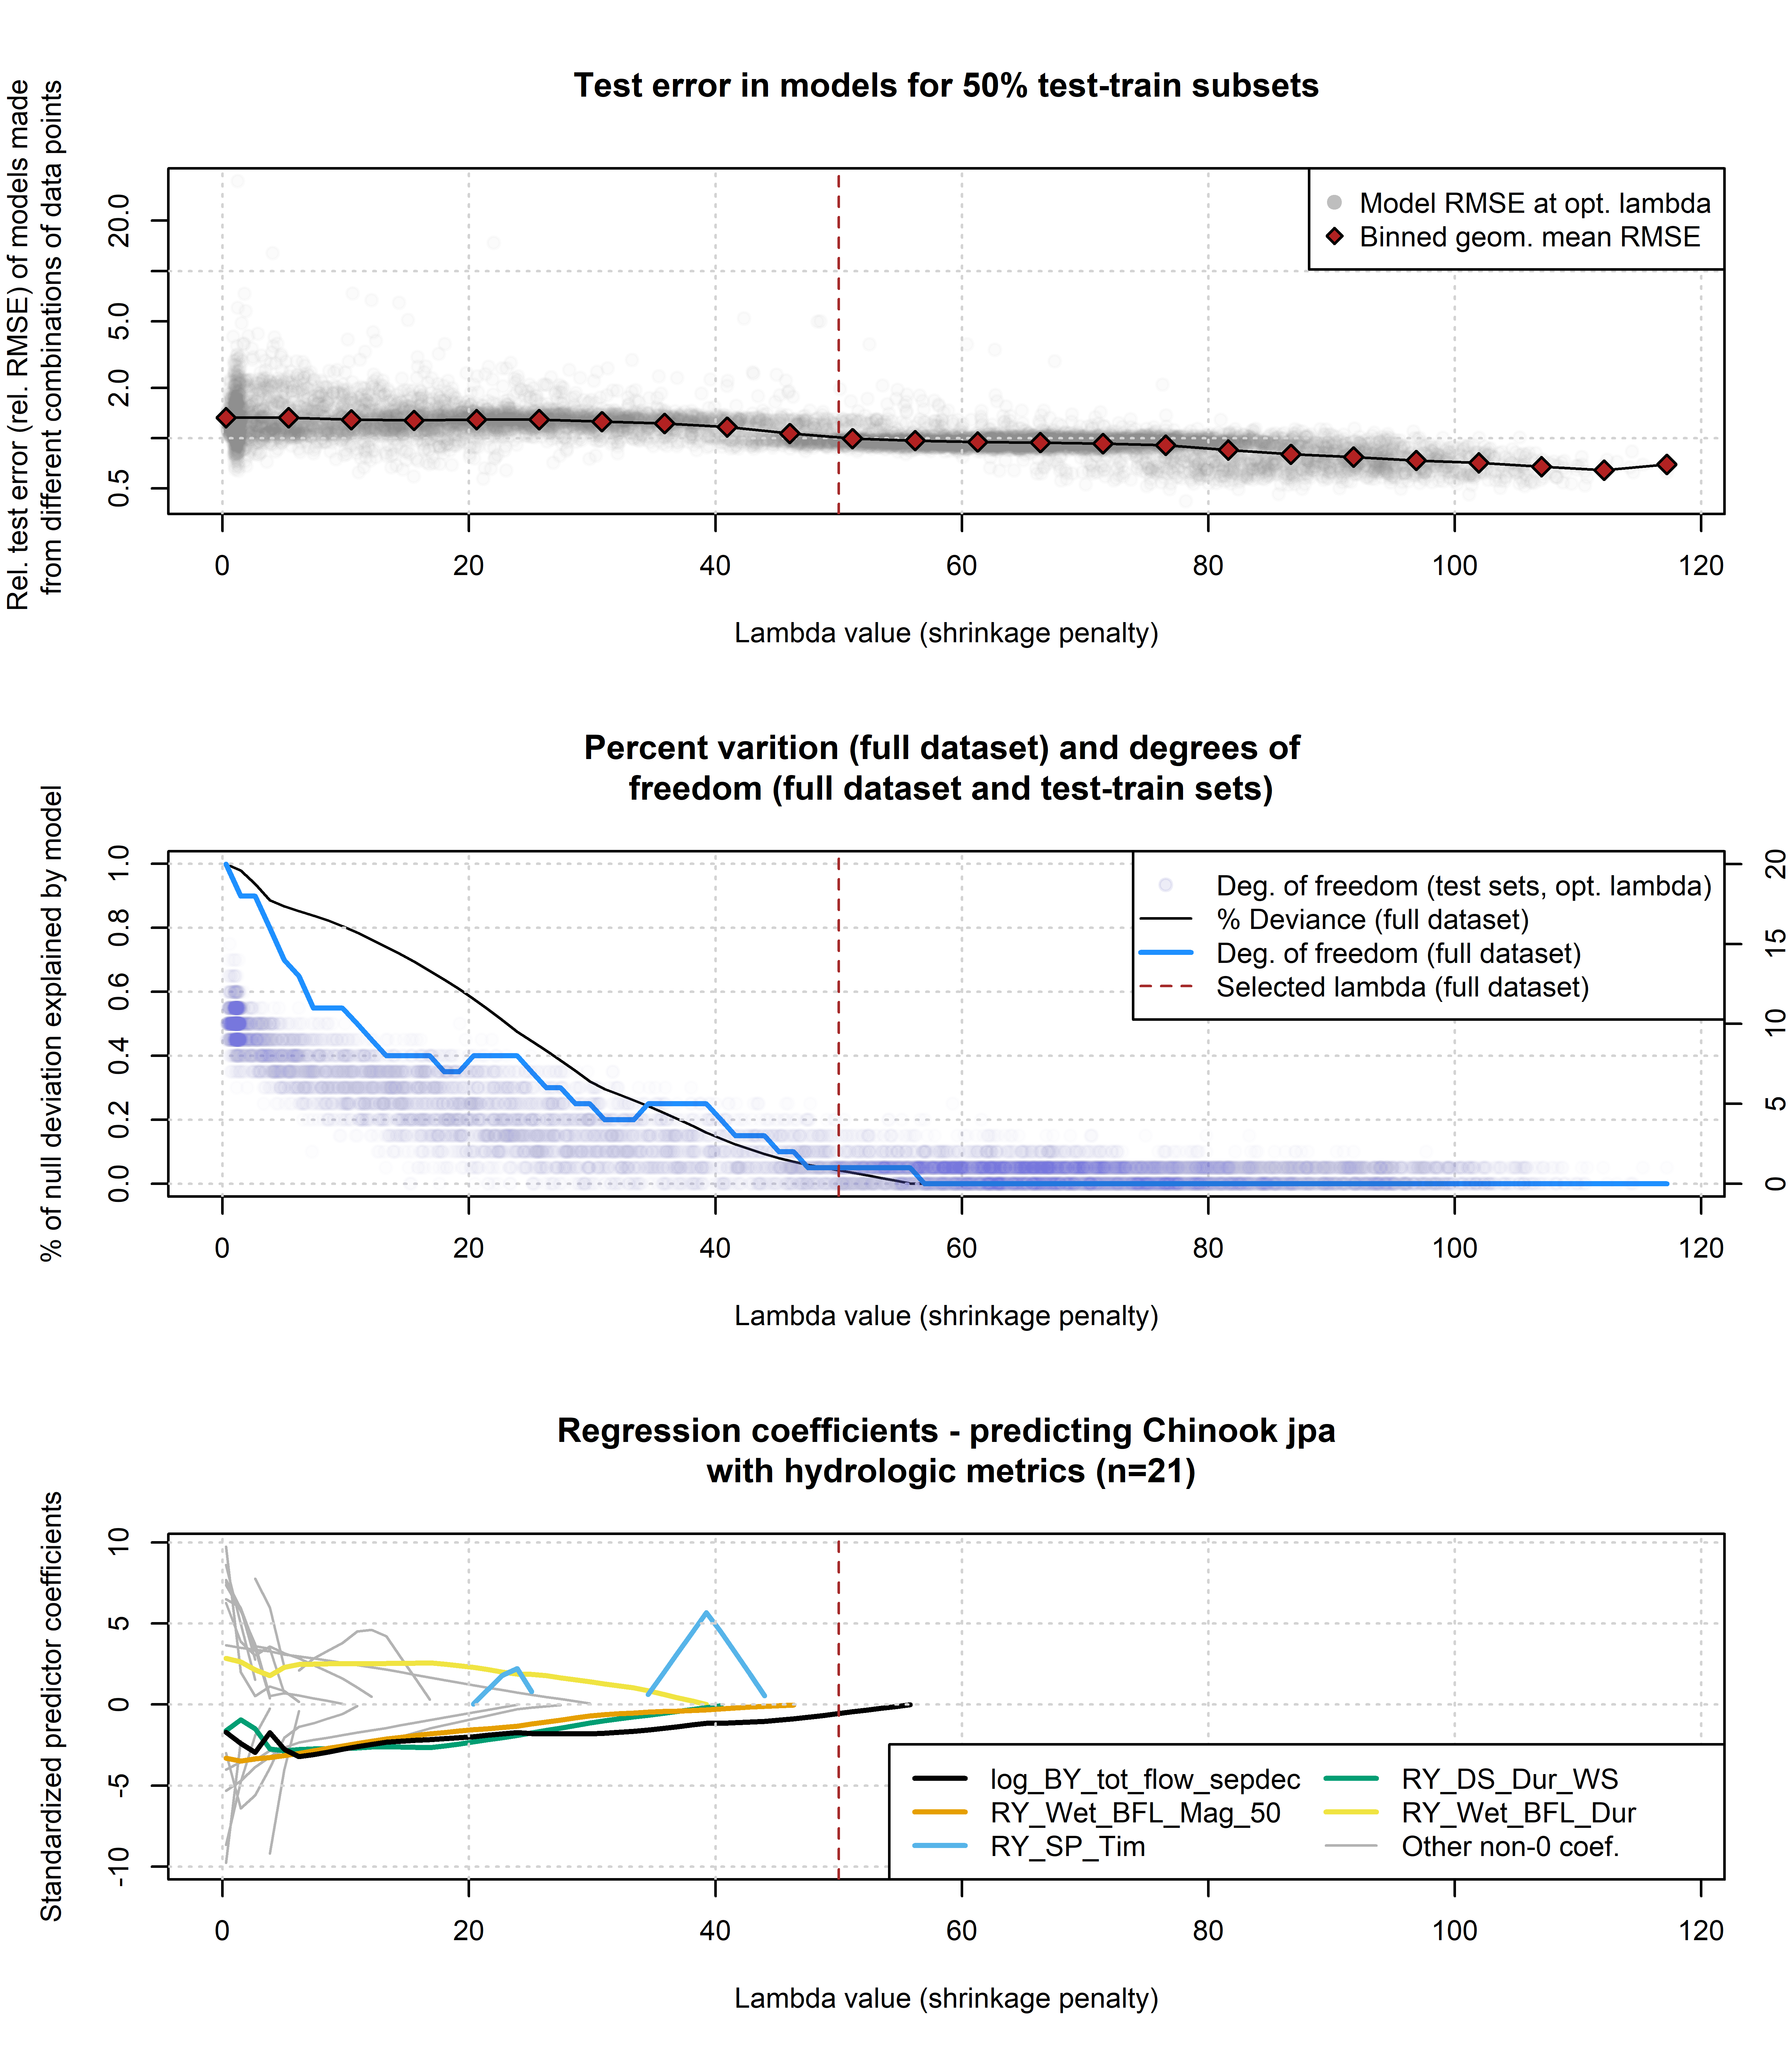 Test error in models for 50% test-train subsets
Rel. test error (rel. RMSE) of models made
from different combinations of data points
20.0
5.0
2.0
0.5
Model RMSE at opt. lambda
Binned geom. mean RMSE
0 20 40 60 80 100 120
Lambda value (shrinkage penalty)
Percent varition (full dataset) and degrees of
freedom (full dataset and test-train sets)
% of null deviation explained by model
1.0
0.8
0.6
0.4
0.2
0.0
20
15
10
5
0
Deg. of freedom (test sets, opt. lambda)
% Deviance (full dataset)
Deg. of freedom (full dataset)
Selected lambda (full dataset)
0 20 40 60 80 100 120
Lambda value (shrinkage penalty)
Regression coefficients - predicting Chinook jpa
with hydrologic metrics (n=21)
Standardized predictor coefficients
10
5
0
-5
-10
log_BY_tot_flow_sepdec
RY_Wet_BFL_Mag_50
RY_SP_Tim
RY_DS_Dur_WS
RY_Wet_BFL_Dur
Other non-0 coef.
0 20 40 60 80 100 120
Lambda value (shrinkage penalty)